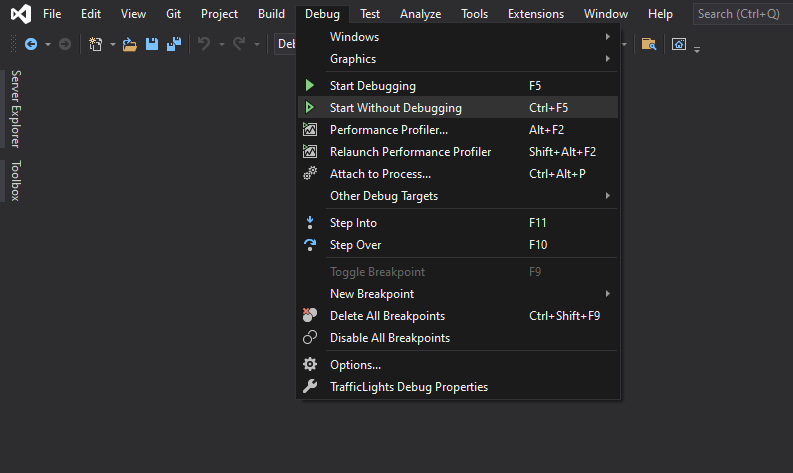 File Edit View Git Project Build Debug Test Analyze Tools Extensions Window Help Search (Ctrl+Q)
Server Explorer
Toolbox
Windows
Graphics
Start Debugging F5
Start Without Debugging Ctrl+F5
Performance Profiler... Alt+F2
Relaunch Performance Profiler Shift+Alt+F2
Attach to Process... Ctrl+Alt+P
Other Debug Targets
Step Into F11
Step Over F10
Toggle Breakpoint F9
New Breakpoint
Delete All Breakpoints Ctrl+Shift+F9
Disable All Breakpoints
Options...
TrafficLights Debug Properties